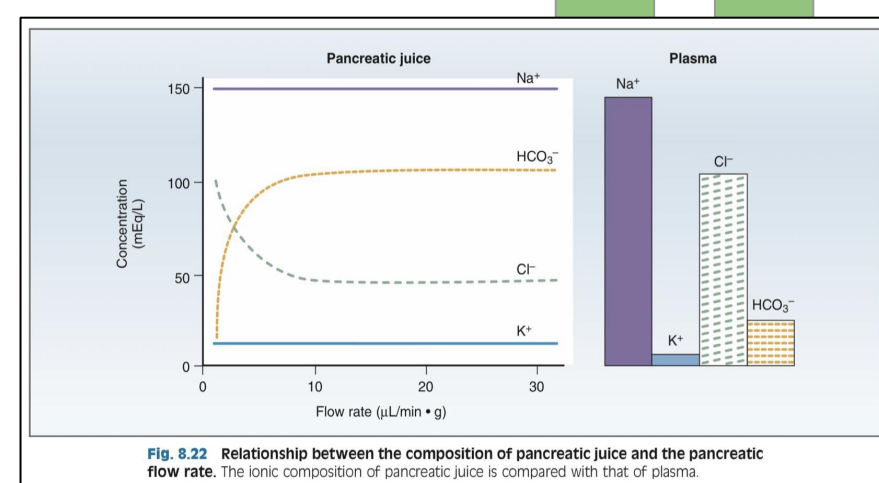 Pancreatic juice
Plasma
Concentration
(mEq/L)
150
100
50
0
Na⁺
HCO₃⁻
Cl⁻
K⁺
0 10 20 30
Flow rate (μL/min • g)
Na⁺
K⁺
Cl⁻
HCO₃⁻
Fig. 8.22 Relationship between the composition of pancreatic juice and the pancreatic
flow rate. The ionic composition of pancreatic juice is compared with that of plasma.